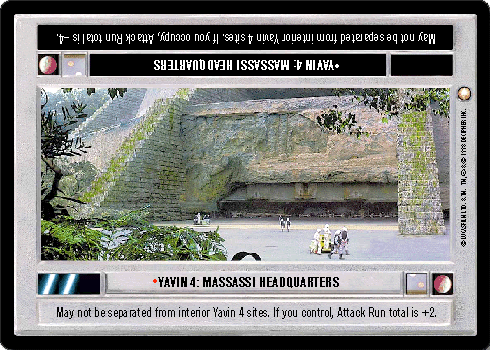 May not be separated from interior Yavin 4 sites. If you occupy, Attack Run total is –4.
•YAVIN 4: MASSASSI HEADQUARTERS
•YAVIN 4: MASSASSI HEADQUARTERS
May not be separated from interior Yavin 4 sites. If you control, Attack Run total is +2.